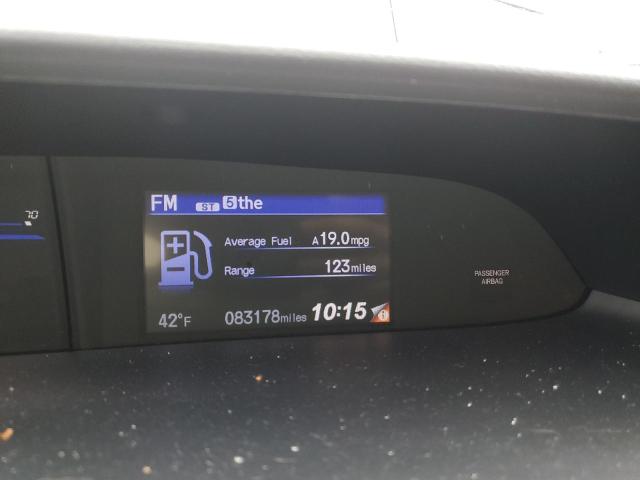 70
FM ST 5 the
Average Fuel A 19.0 mpg
Range 123 miles
42°F 083178 miles 10:15 i
PASSENGER
AIRBAG